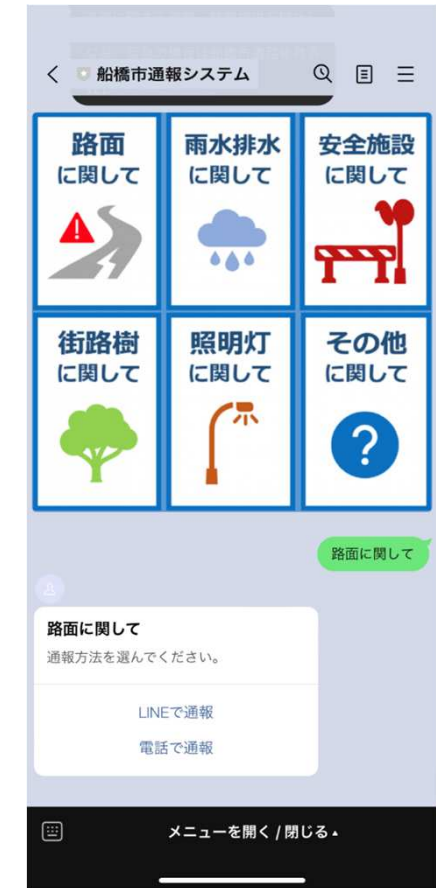 船橋市通報システム
路面
に関して
雨水排水
に関して
安全施設
に関して
街路樹
に関して
照明灯
に関して
その他
に関して
?
路面に関して
路面に関して
通報方法を選んでください。
LINEで通報
電話で通報
メニューを開く / 閉じる▲